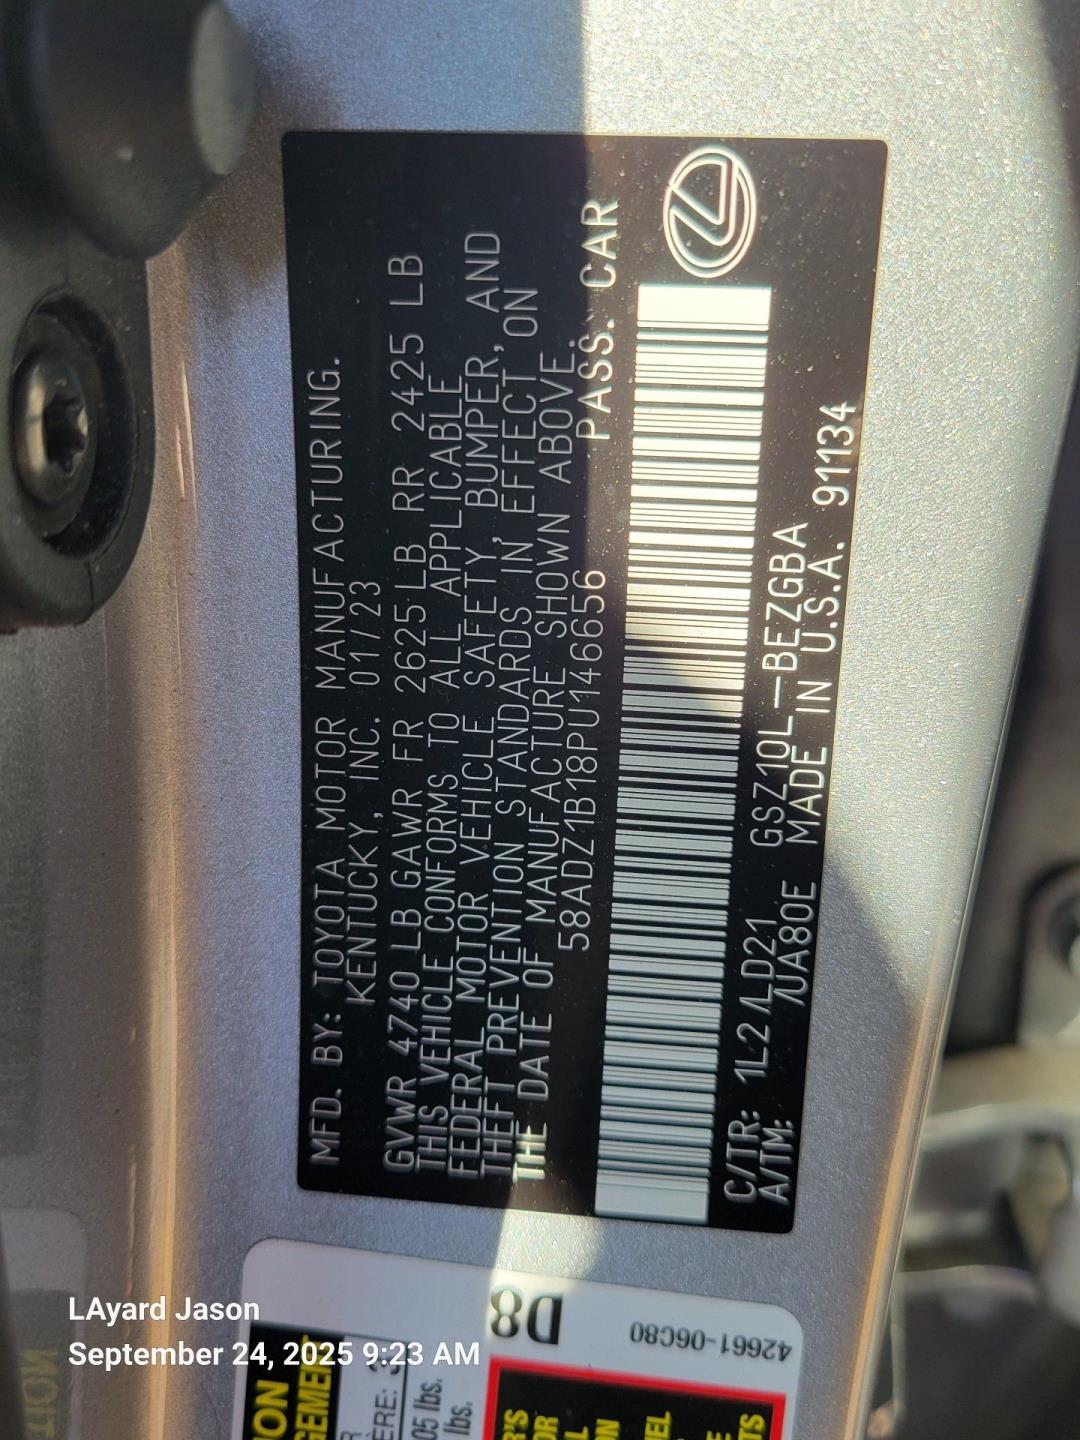 MFD. BY: TOYOTA MOTOR MANUFACTURING.
KENTUCKY, INC. 01/23
GVWR 4740 LB GAWR FR 2625 LB RR 2425 LB
THIS VEHICLE CONFORMS TO ALL APPLICABLE
FEDERAL MOTOR VEHICLE SAFETY, BUMPER, AND
THEFT PREVENTION STANDARDS IN EFFECT ON
THE DATE OF MANUFACTURE SHOWN ABOVE.
58ADZ1B18PU146656 PASS. CAR
C/TR: 1L2/LD21 GSZ10L-BEZGBA
A/TM: /UA80E MADE IN U.S.A. 91134
D8
42661-06C80
LAyard Jason
September 24, 2025 9:23 AM